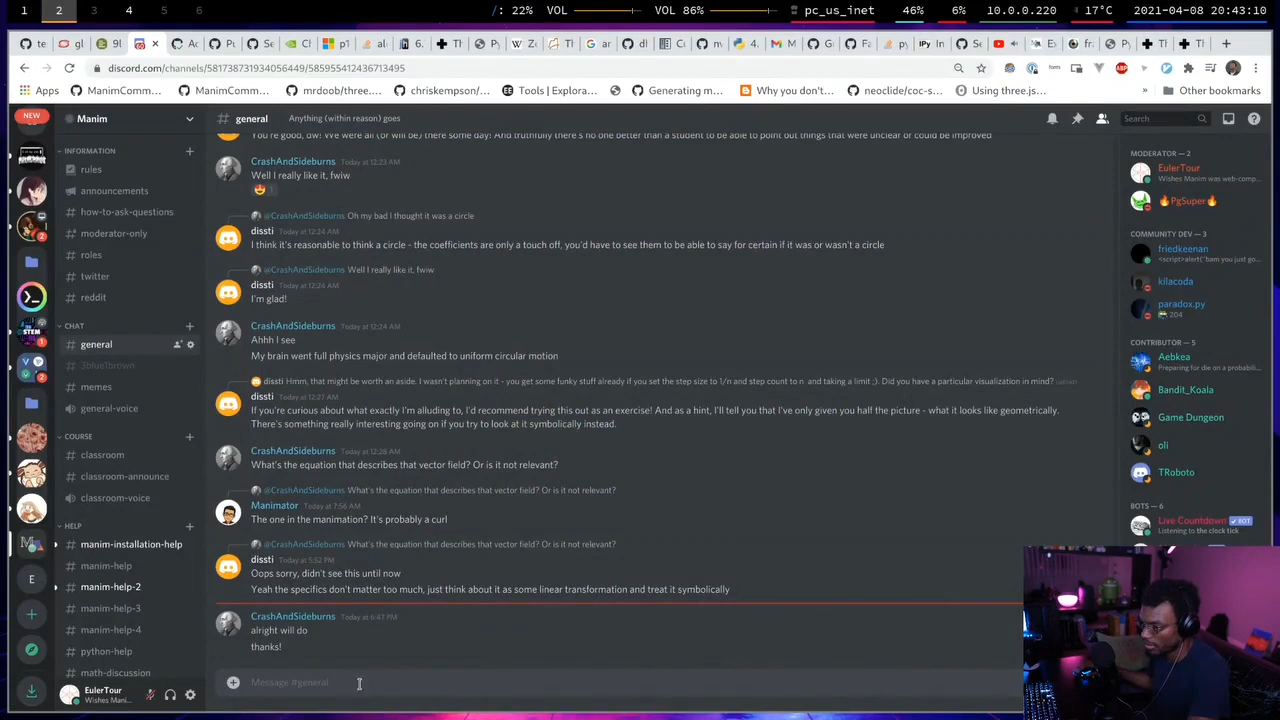 1 2 3 4 5 6
/: 22% VOL VOL 86% pc_us_inet 46% 6% 10.0.0.220 17°C 2021-04-08 20:43:10
discord.com/channels/581738731934056449/585955412436713495
Apps ManimComm... ManimComm... mrdoob/three.... chriskempson/... Tools | Explora... Generating m... Why you don't... neoclide/coc-s... Using three.js... » Other bookmarks
NEW
Manim
# general Anything (within reason) goes
Search
INFORMATION
rules
announcements
how-to-ask-questions
moderator-only
roles
twitter
reddit
CHAT
general
3blue1brown
memes
general-voice
COURSE
classroom
classroom-announce
classroom-voice
HELP
manim-installation-help
manim-help
manim-help-2
manim-help-3
manim-help-4
python-help
math-discussion
EulerTour
Wishes Mani...
You're good, dw! We were all (or will be) there some day! And truthfully there's no one better than a student to be able to point out things that were unclear or could be improved
CrashAndSideburns Today at 12:23 AM
Well I really like it, fwiw
1
@CrashAndSideburns Oh my bad I thought it was a circle
dissti Today at 12:24 AM
I think it's reasonable to think a circle - the coefficients are only a touch off, you'd have to see them to be able to say for certain if it was or wasn't a circle
@CrashAndSideburns Well I really like it, fwiw
dissti Today at 12:24 AM
I'm glad!
CrashAndSideburns Today at 12:24 AM
Ahhh I see
My brain went full physics major and defaulted to uniform circular motion
dissti Hmm, that might be worth an aside. I wasn't planning on it - you get some funky stuff already if you set the step size to 1/n and step count to n and taking a limit ;). Did you have a particular visualization in mind? (edited)
dissti Today at 12:27 AM
If you're curious about what exactly I'm alluding to, I'd recommend trying this out as an exercise! And as a hint, I'll tell you that I've only given you half the picture - what it looks like geometrically.
There's something really interesting going on if you try to look at it symbolically instead.
CrashAndSideburns Today at 12:28 AM
What's the equation that describes that vector field? Or is it not relevant?
@CrashAndSideburns What's the equation that describes that vector field? Or is it not relevant?
Manimator Today at 7:56 AM
The one in the manimation? It's probably a curl
@CrashAndSideburns What's the equation that describes that vector field? Or is it not relevant?
dissti Today at 5:52 PM
Oops sorry, didn't see this until now
Yeah the specifics don't matter too much, just think about it as some linear transformation and treat it symbolically
CrashAndSideburns Today at 6:47 PM
alright will do
thanks!
Message #general
MODERATOR — 2
EulerTour
Wishes Manim was web-comp...
🔥PgSuper🔥
COMMUNITY DEV — 3
friedkeenan
<script>alert("bam you just go...
kilacoda
paradox.py
204
CONTRIBUTOR — 5
Aebkea
Preparing for die on a probabili...
Bandit_Koala
Game Dungeon
oli
TRoboto
BOTS — 6
Live Countdown BOT
Listening to the clock tick